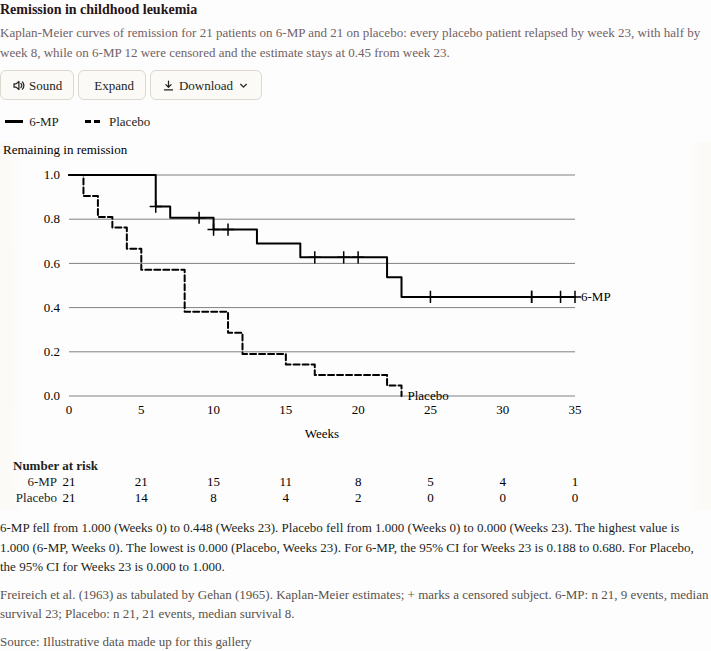 Remission in childhood leukemia
Kaplan-Meier curves of remission for 21 patients on 6-MP and 21 on placebo: every placebo patient relapsed by week 23, with half by
week 8, while on 6-MP 12 were censored and the estimate stays at 0.45 from week 23.
Sound Expand Download
6-MP Placebo
Remaining in remission
1.0
0.8
0.6
0.4
0.2
0.0
6-MP
Placebo
0 5 10 15 20 25 30 35
Weeks
Number at risk
6-MP 21 21 15 11 8 5 4 1
Placebo 21 14 8 4 2 0 0 0
6-MP fell from 1.000 (Weeks 0) to 0.448 (Weeks 23). Placebo fell from 1.000 (Weeks 0) to 0.000 (Weeks 23). The highest value is
1.000 (6-MP, Weeks 0). The lowest is 0.000 (Placebo, Weeks 23). For 6-MP, the 95% CI for Weeks 23 is 0.188 to 0.680. For Placebo,
the 95% CI for Weeks 23 is 0.000 to 1.000.
Freireich et al. (1963) as tabulated by Gehan (1965). Kaplan-Meier estimates; + marks a censored subject. 6-MP: n 21, 9 events, median
survival 23; Placebo: n 21, 21 events, median survival 8.
Source: Illustrative data made up for this gallery